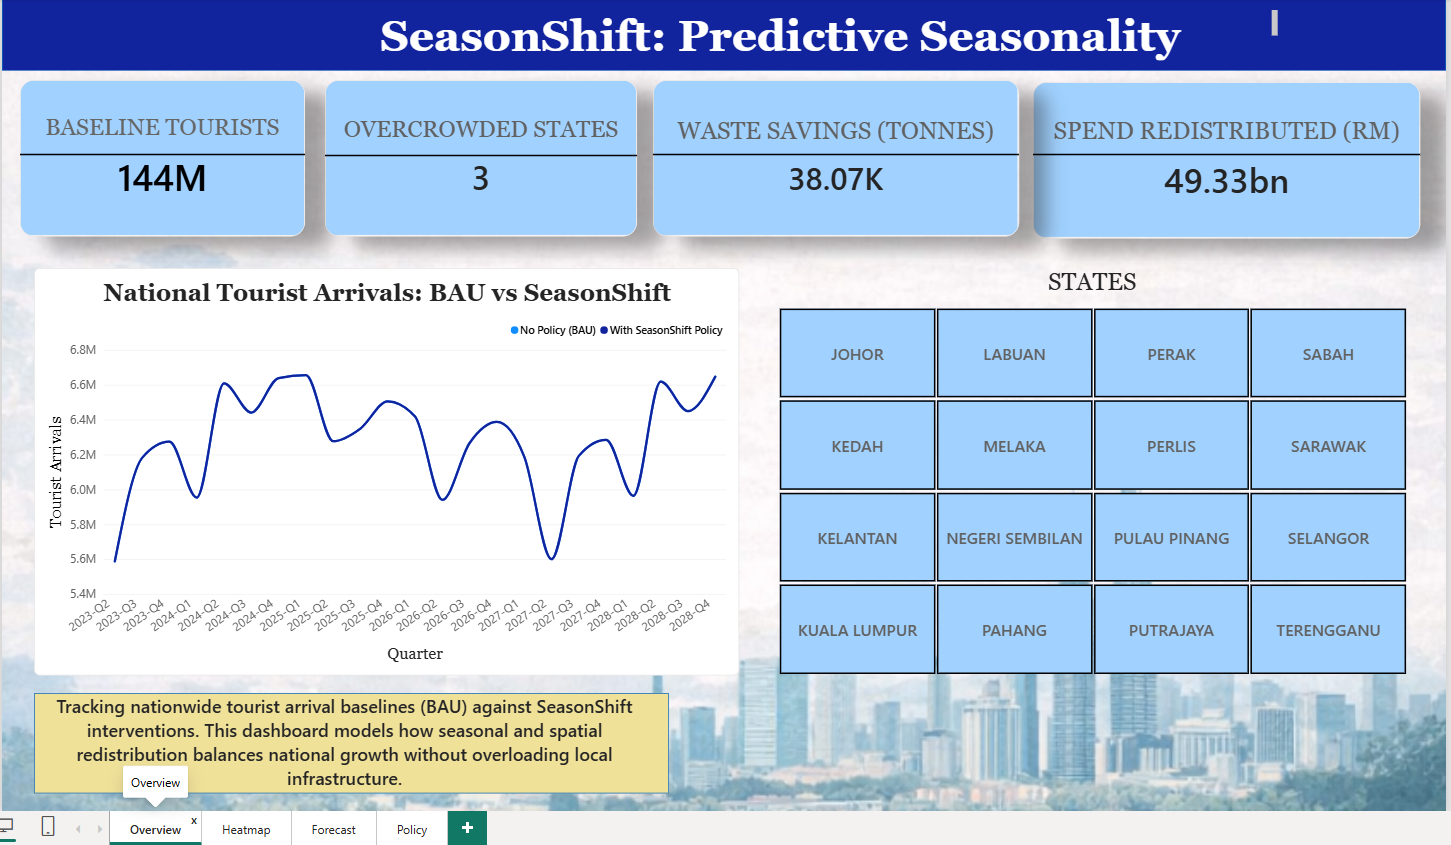 SeasonShift: Predictive Seasonality
BASELINE TOURISTS
144M
OVERCROWDED STATES
3
WASTE SAVINGS (TONNES)
38.07K
SPEND REDISTRIBUTED (RM)
49.33bn
National Tourist Arrivals: BAU vs SeasonShift
No Policy (BAU) With SeasonShift Policy
Tourist Arrivals
6.8M
6.6M
6.4M
6.2M
6.0M
5.8M
5.6M
5.4M
2023-Q2
2023-Q3
2023-Q4
2024-Q1
2024-Q2
2024-Q3
2024-Q4
2025-Q1
2025-Q2
2025-Q3
2025-Q4
2026-Q1
2026-Q2
2026-Q3
2026-Q4
2027-Q1
2027-Q2
2027-Q3
2027-Q4
2028-Q1
2028-Q2
2028-Q3
2028-Q4
Quarter
STATES
JOHOR LABUAN PERAK SABAH
KEDAH MELAKA PERLIS SARAWAK
KELANTAN NEGERI SEMBILAN PULAU PINANG SELANGOR
KUALA LUMPUR PAHANG PUTRAJAYA TERENGGANU
Tracking nationwide tourist arrival baselines (BAU) against SeasonShift
interventions. This dashboard models how seasonal and spatial
redistribution balances national growth without overloading local
infrastructure.
Overview
Overview x Heatmap Forecast Policy +